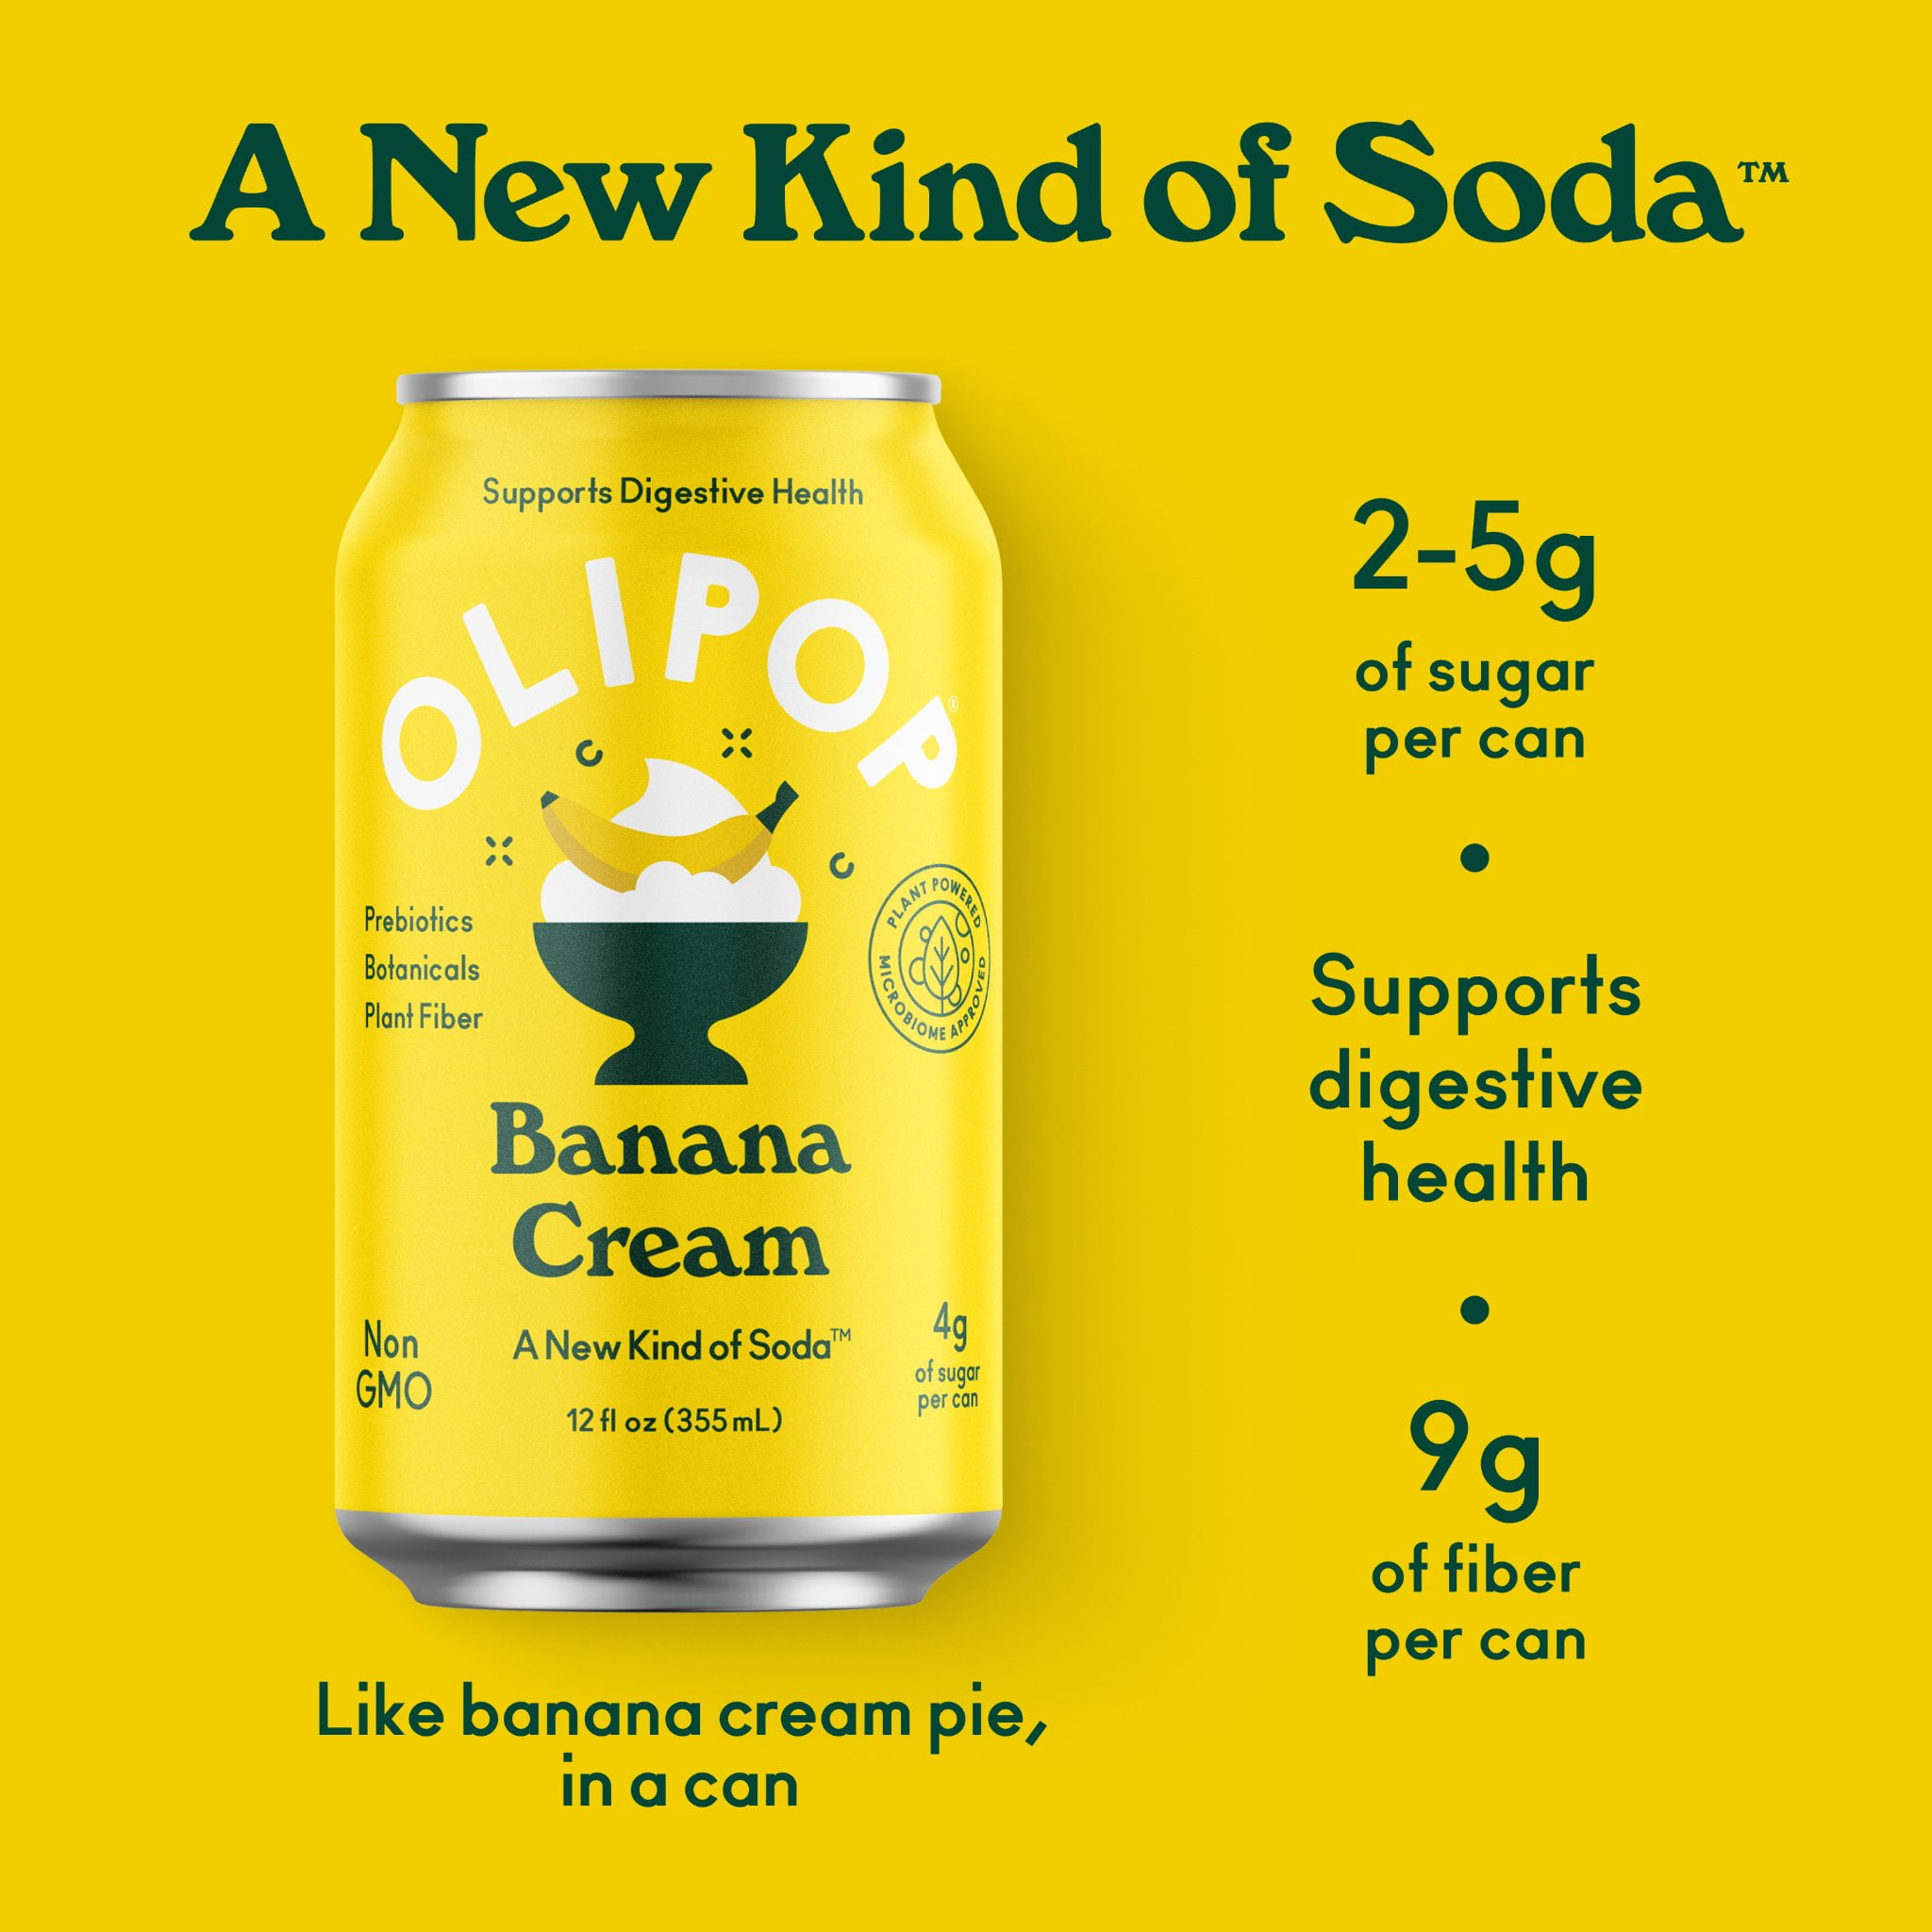 A New Kind of Soda™
Supports Digestive Health
OLIPOP®
Prebiotics
Botanicals
Plant Fiber
PLANT POWERED
MICROBIOME APPROVED
Banana
Cream
Non
GMO
A New Kind of Soda™
12 fl oz (355 mL)
4g
of sugar
per can
Like banana cream pie,
in a can
2-5g
of sugar
per can
•
Supports
digestive
health
•
9g
of fiber
per can